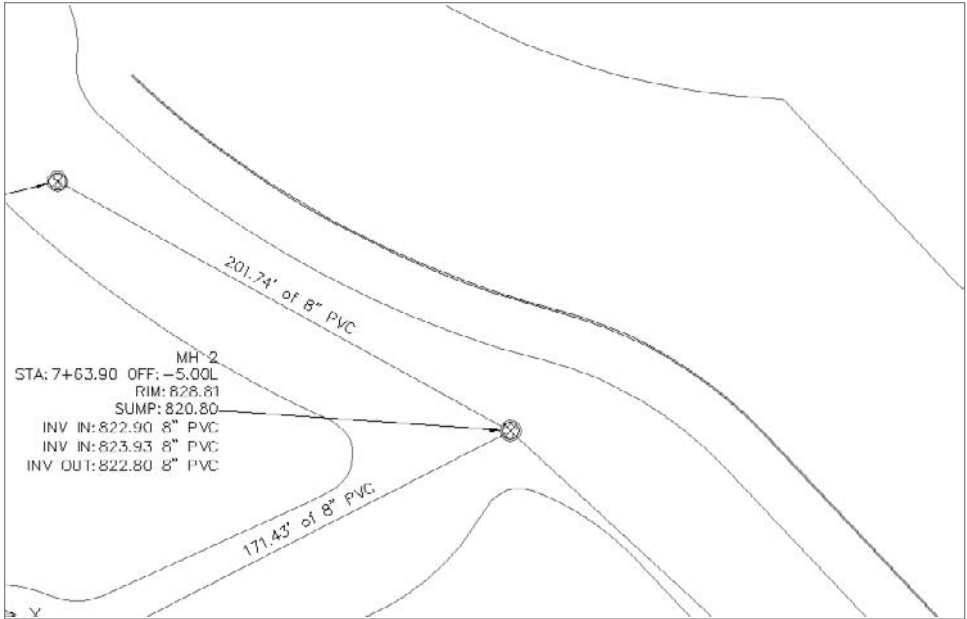 201.74' of 8" PVC
MH 2
STA: 7+63.90 OFF: -5.00L
RIM: 828.81
SUMP: 820.80
INV IN: 822.90 8" PVC
INV IN: 823.93 8" PVC
INV OUT: 822.80 8" PVC
171.43' of 8" PVC
X